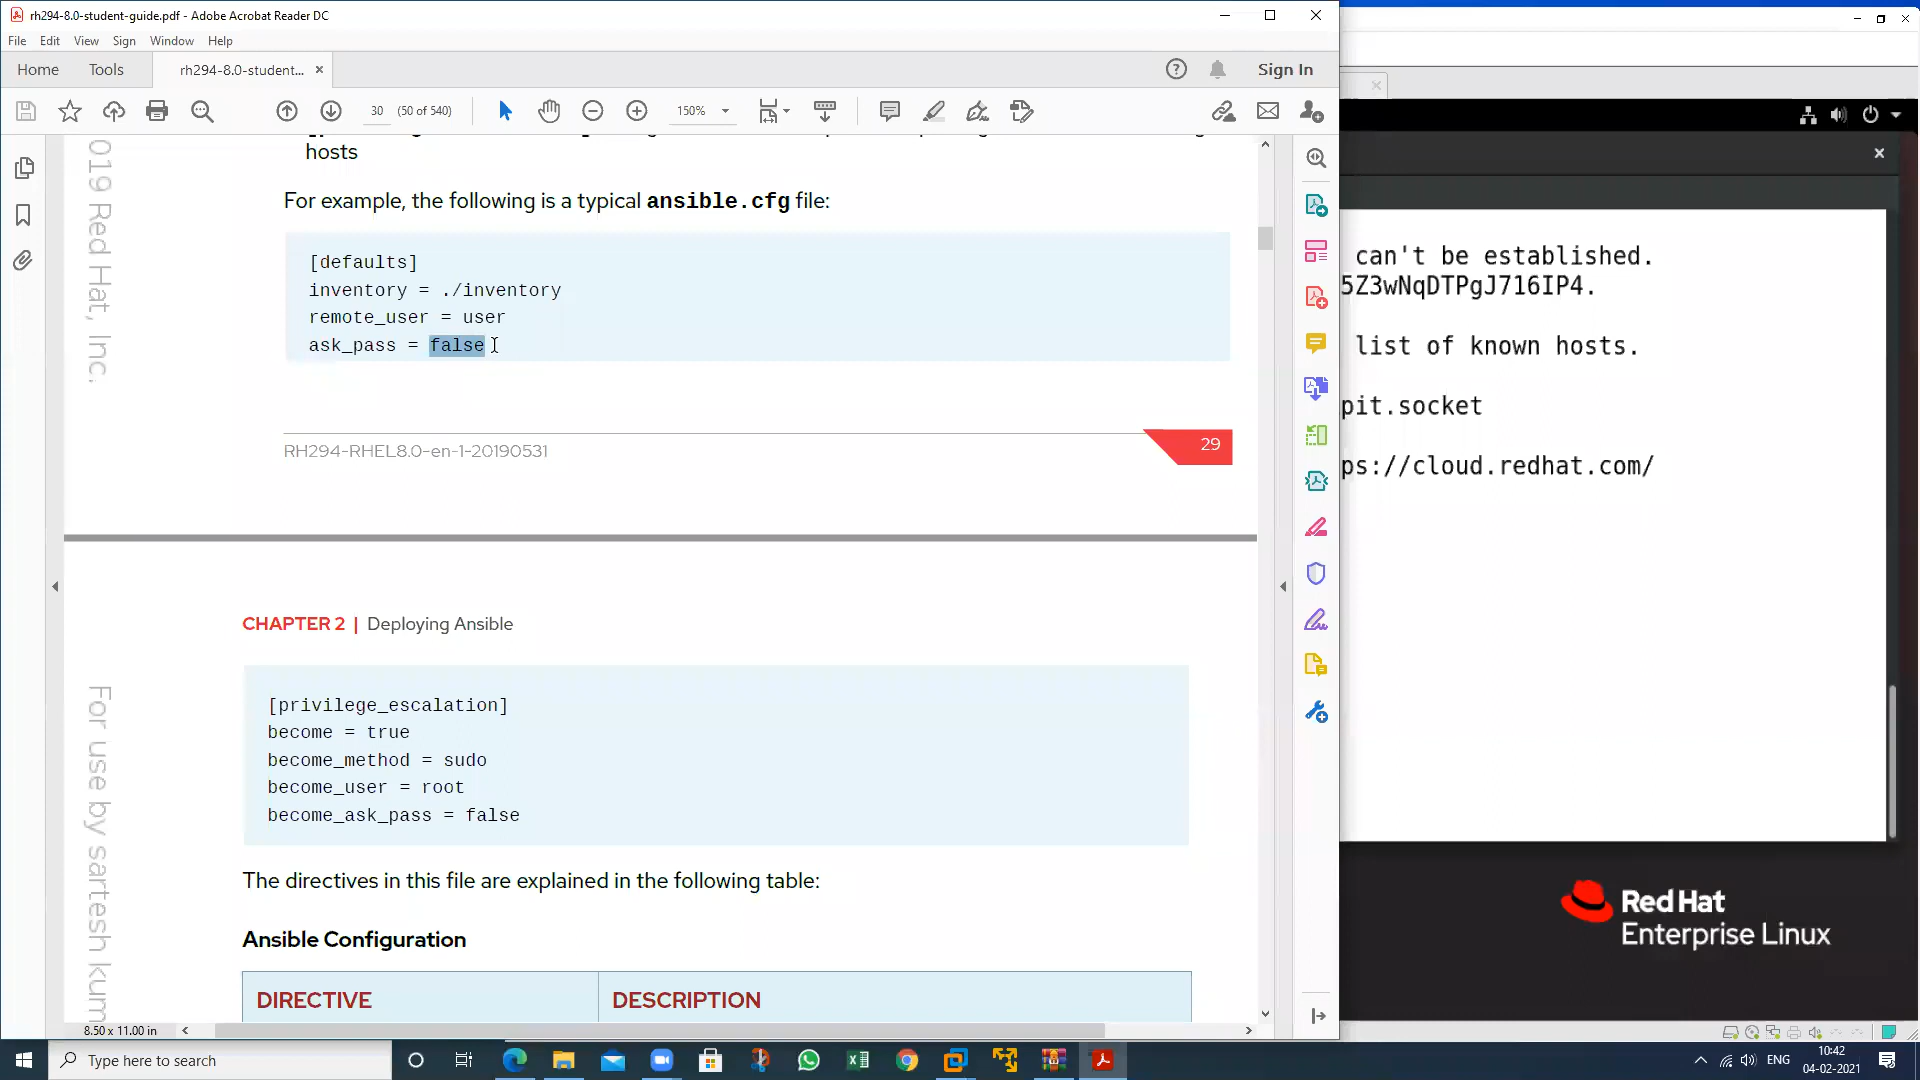 rh294-8.0-student-guide.pdf - Adobe Acrobat Reader DC
File Edit View Sign Window Help
Home Tools rh294-8.0-student... Sign In
30 (50 of 540) 150%
hosts
For example, the following is a typical ansible.cfg file:
[defaults]
inventory = ./inventory
remote_user = user
ask_pass = false
RH294-RHEL8.0-en-1-20190531 29
CHAPTER 2 | Deploying Ansible
[privilege_escalation]
become = true
become_method = sudo
become_user = root
become_ask_pass = false
The directives in this file are explained in the following table:
Ansible Configuration
DIRECTIVE DESCRIPTION
8.50 x 11.00 in
019 Red Hat, Inc.
For use by sartesh kum
can't be established.
5Z3wNqDTPgJ716IP4.
list of known hosts.
pit.socket
ps://cloud.redhat.com/
Red Hat
Enterprise Linux
Type here to search
ENG
10:42
04-02-2021